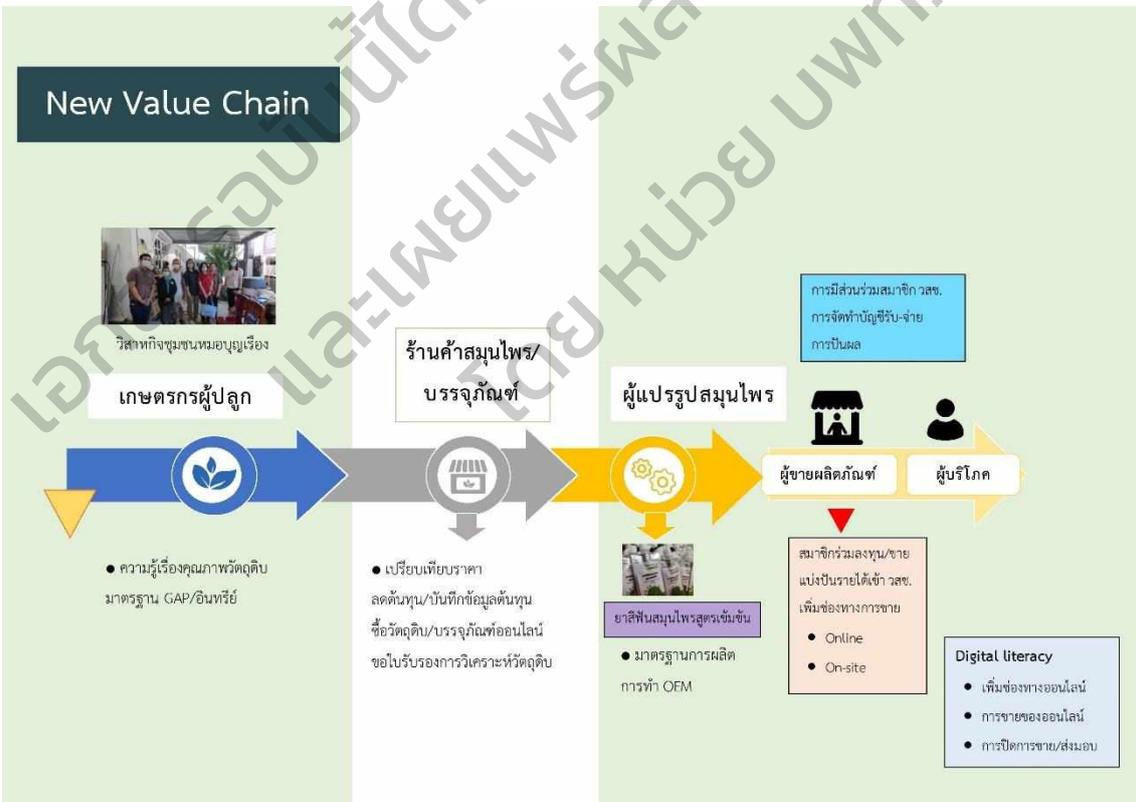 New Value Chain
วิสาหกิจชุมชนหมอบุญเรือง
เกษตรกรผู้ปลูก
● ความรู้เรื่องคุณภาพวัตถุดิบ
มาตรฐาน GAP/อินทรีย์
ร้านค้าสมุนไพร/
บรรจุภัณฑ์
● เปรียบเทียบราคา
ลดต้นทุน/บันทึกข้อมูลต้นทุน
ซื้อวัตถุดิบ/บรรจุภัณฑ์ออนไลน์
ขอใบรับรองการวิเคราะห์วัตถุดิบ
ผู้แปรรูปสมุนไพร
ยาสีฟันสมุนไพรสูตรเข้มข้น
● มาตรฐานการผลิต
การทำ OEM
การมีส่วนร่วมสมาชิก วสช.
การจัดทำบัญชีรับ-จ่าย
การปันผล
ผู้ขายผลิตภัณฑ์
ผู้บริโภค
สมาชิกร่วมลงทุน/ขาย
แบ่งปันรายได้เข้า วสช.
เพิ่มช่องทางการขาย
● Online
● On-site
Digital literacy
● เพิ่มช่องทางออนไลน์
● การขายของออนไลน์
● การปิดการขาย/ส่งมอบ
และเผยแพร่
โดย หน่วย